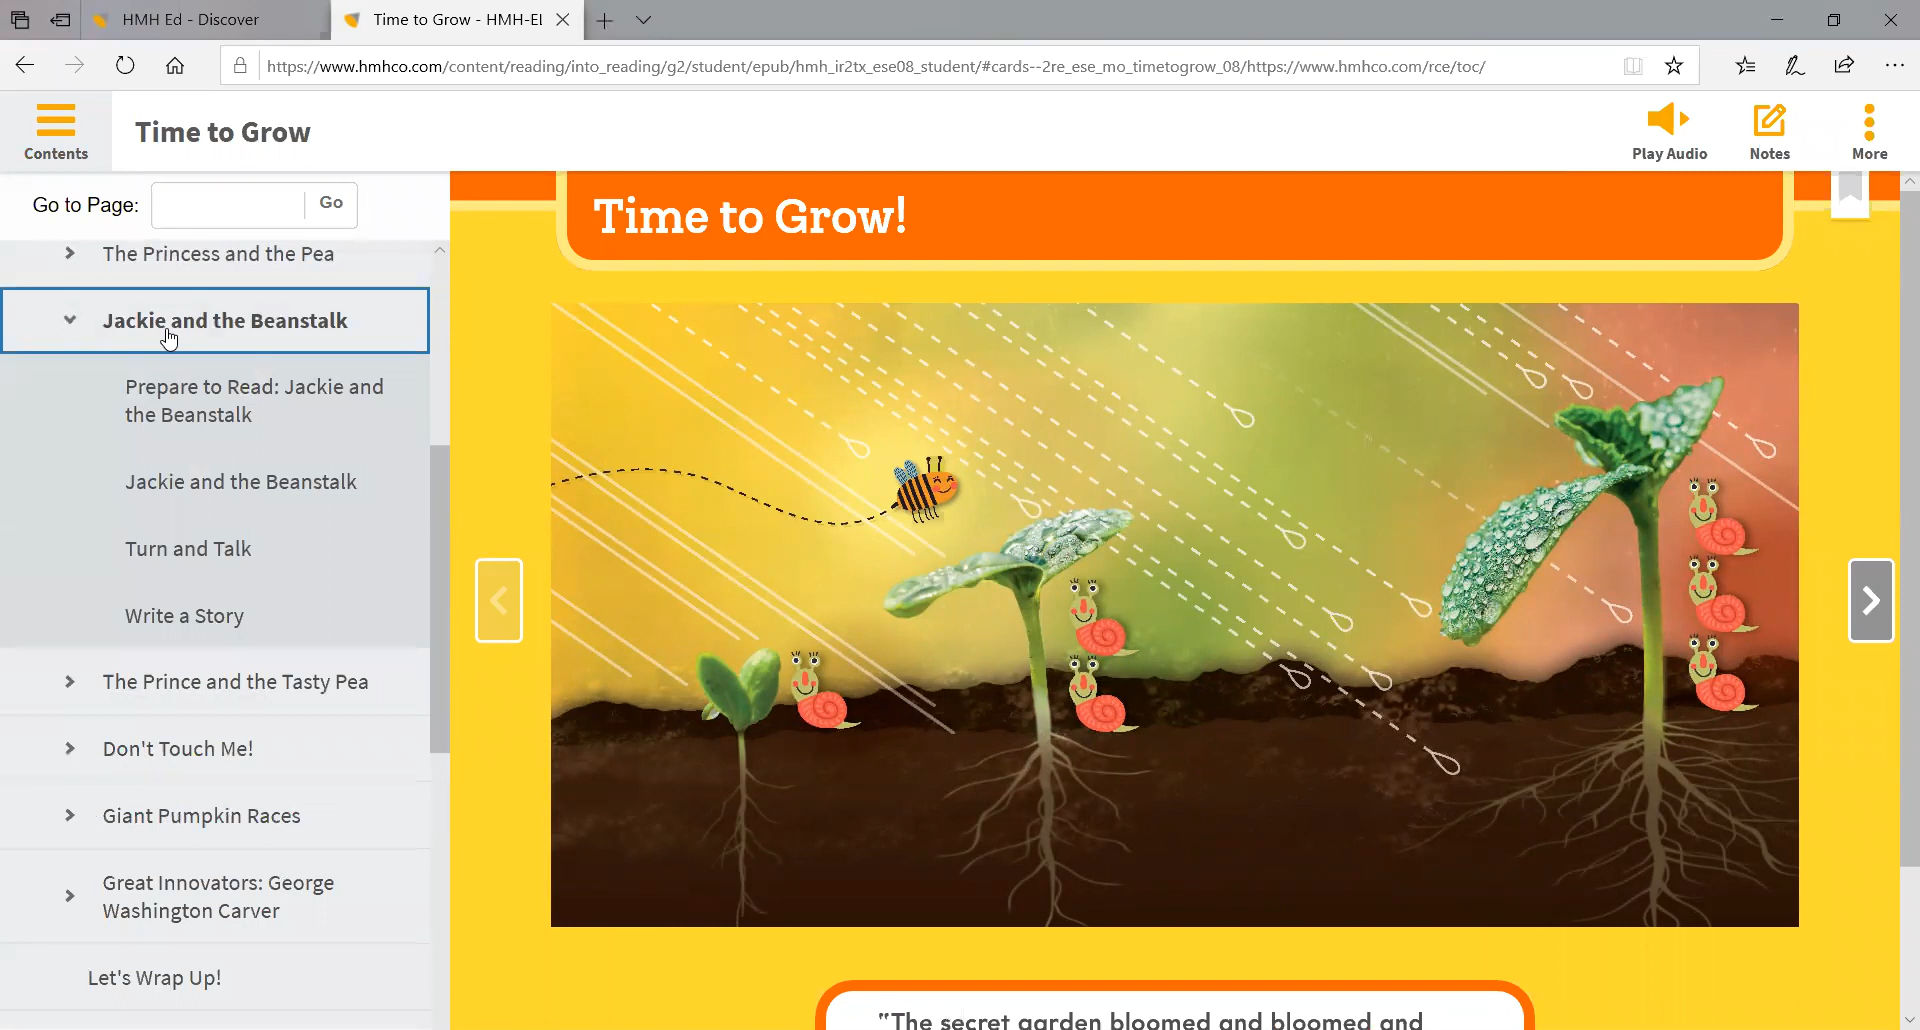 HMH Ed - Discover
Time to Grow - HMH-El
https://www.hmhco.com/content/reading/into_reading/g2/student/epub/hmh_ir2tx_ese08_student/#cards--2re_ese_mo_timetogrow_08/https://www.hmhco.com/rce/toc/
Contents
Time to Grow
Play Audio
Notes
More
Go to Page:
Go
The Princess and the Pea
Jackie and the Beanstalk
Prepare to Read: Jackie and
the Beanstalk
Jackie and the Beanstalk
Turn and Talk
Write a Story
The Prince and the Tasty Pea
Don't Touch Me!
Giant Pumpkin Races
Great Innovators: George
Washington Carver
Let's Wrap Up!
Time to Grow!
"The secret garden bloomed and bloomed and